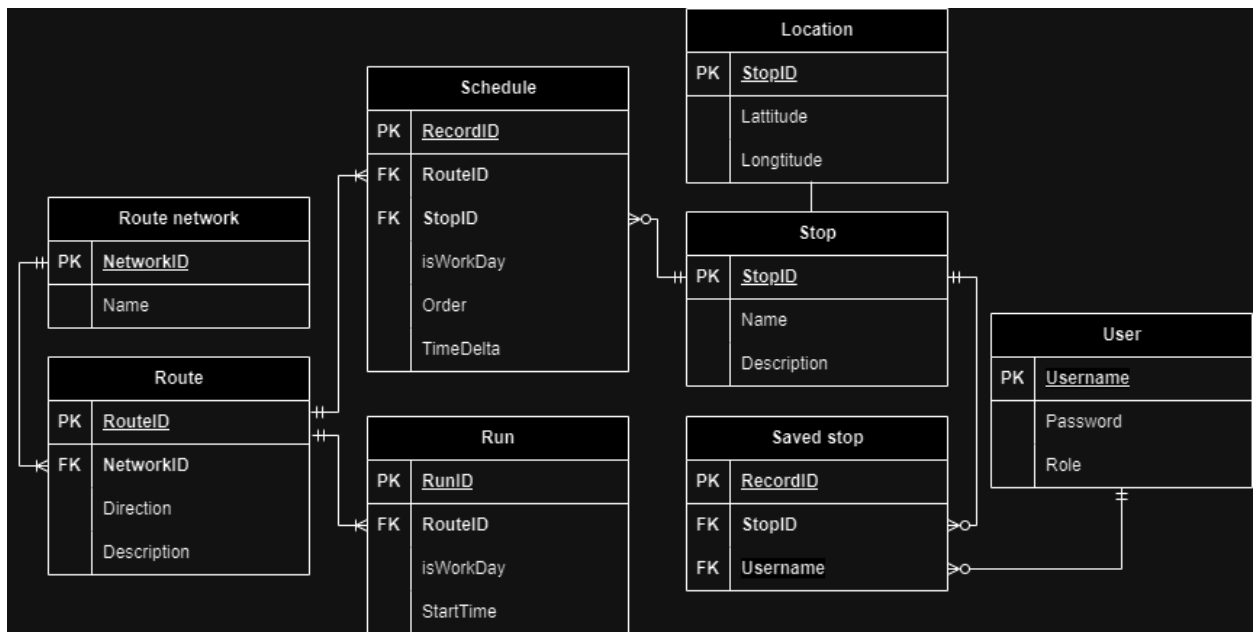 Location
PK StopID
Lattitude
Longtitude
Schedule
PK RecordID
FK RouteID
FK StopID
isWorkDay
Order
TimeDelta
Route network
PK NetworkID
Name
Stop
PK StopID
Name
Description
User
PK Username
Password
Role
Route
PK RouteID
FK NetworkID
Direction
Description
Run
PK RunID
FK RouteID
isWorkDay
StartTime
Saved stop
PK RecordID
FK StopID
FK Username